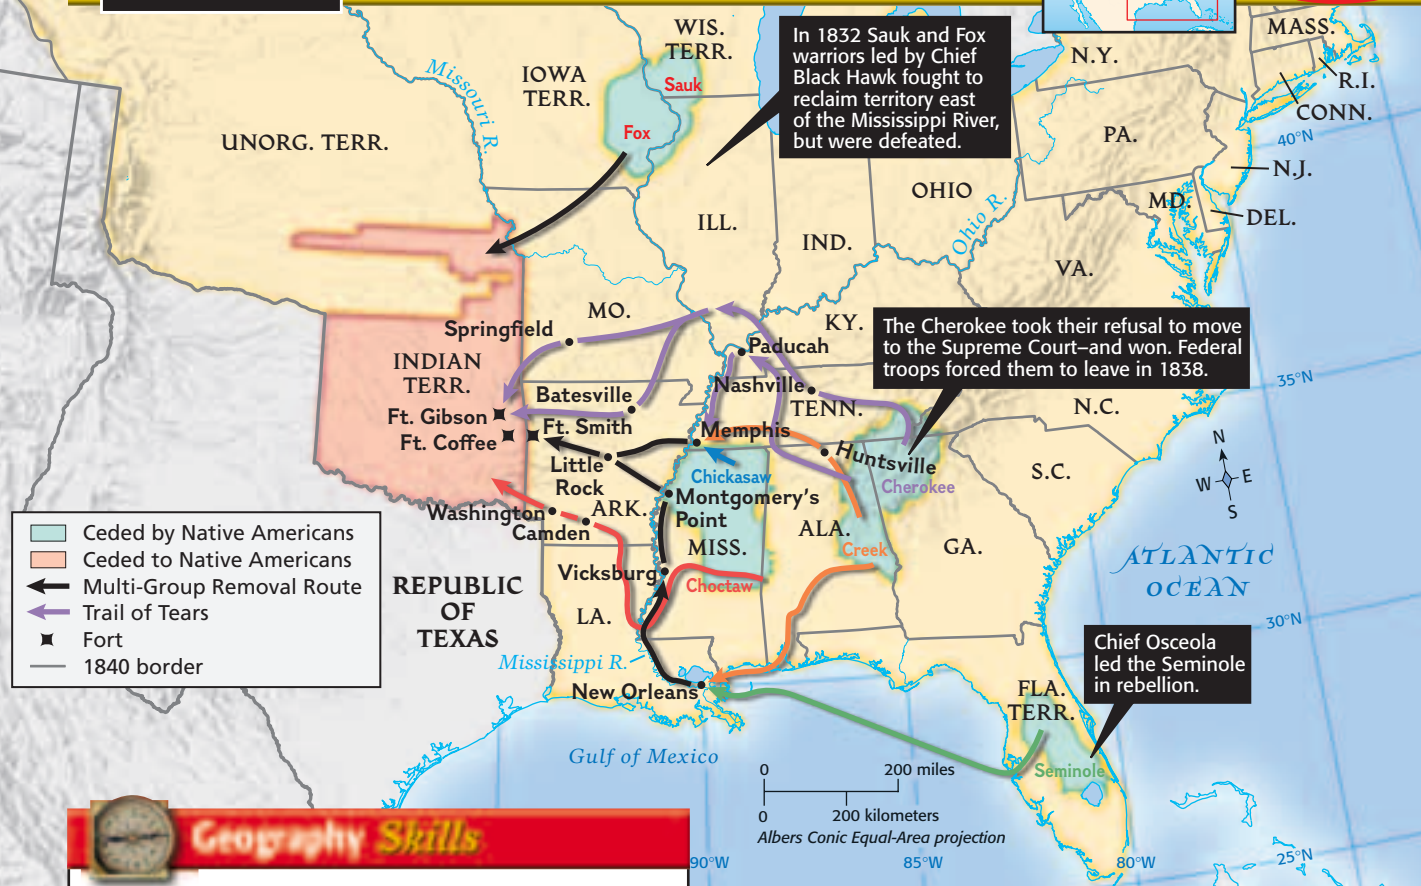 WIS.
TERR.
IOWA
TERR.
Missouri R.
Sauk
Fox
UNORG. TERR.
In 1832 Sauk and Fox
warriors led by Chief
Black Hawk fought to
reclaim territory east
of the Mississippi River,
but were defeated.
N.Y.
MASS.
R.I.
CONN.
40°N
PA.
N.J.
OHIO
MD.
DEL.
Ohio R.
ILL.
IND.
VA.
MO.
KY.
The Cherokee took their refusal to move
to the Supreme Court–and won. Federal
troops forced them to leave in 1838.
Springfield
Paducah
INDIAN
TERR.
Nashville
TENN.
35°N
N.C.
Batesville
Ft. Gibson
Ft. Smith
Ft. Coffee
Memphis
Huntsville
Little
Rock
Chickasaw
Cherokee
S.C.
N
W
E
S
Montgomery's
Point
Washington
ARK.
Camden
ALA.
MISS.
Creek
GA.
ATLANTIC
OCEAN
Ceded by Native Americans
Ceded to Native Americans
Multi-Group Removal Route
Trail of Tears
Fort
1840 border
REPUBLIC
OF
TEXAS
Vicksburg
Choctaw
LA.
30°N
Mississippi R.
New Orleans
Chief Osceola
led the Seminole
in rebellion.
FLA.
TERR.
Seminole
Gulf of Mexico
0
200 miles
0
200 kilometers
Albers Conic Equal-Area projection
Geography Skills
90°W
85°W
80°W
25°N